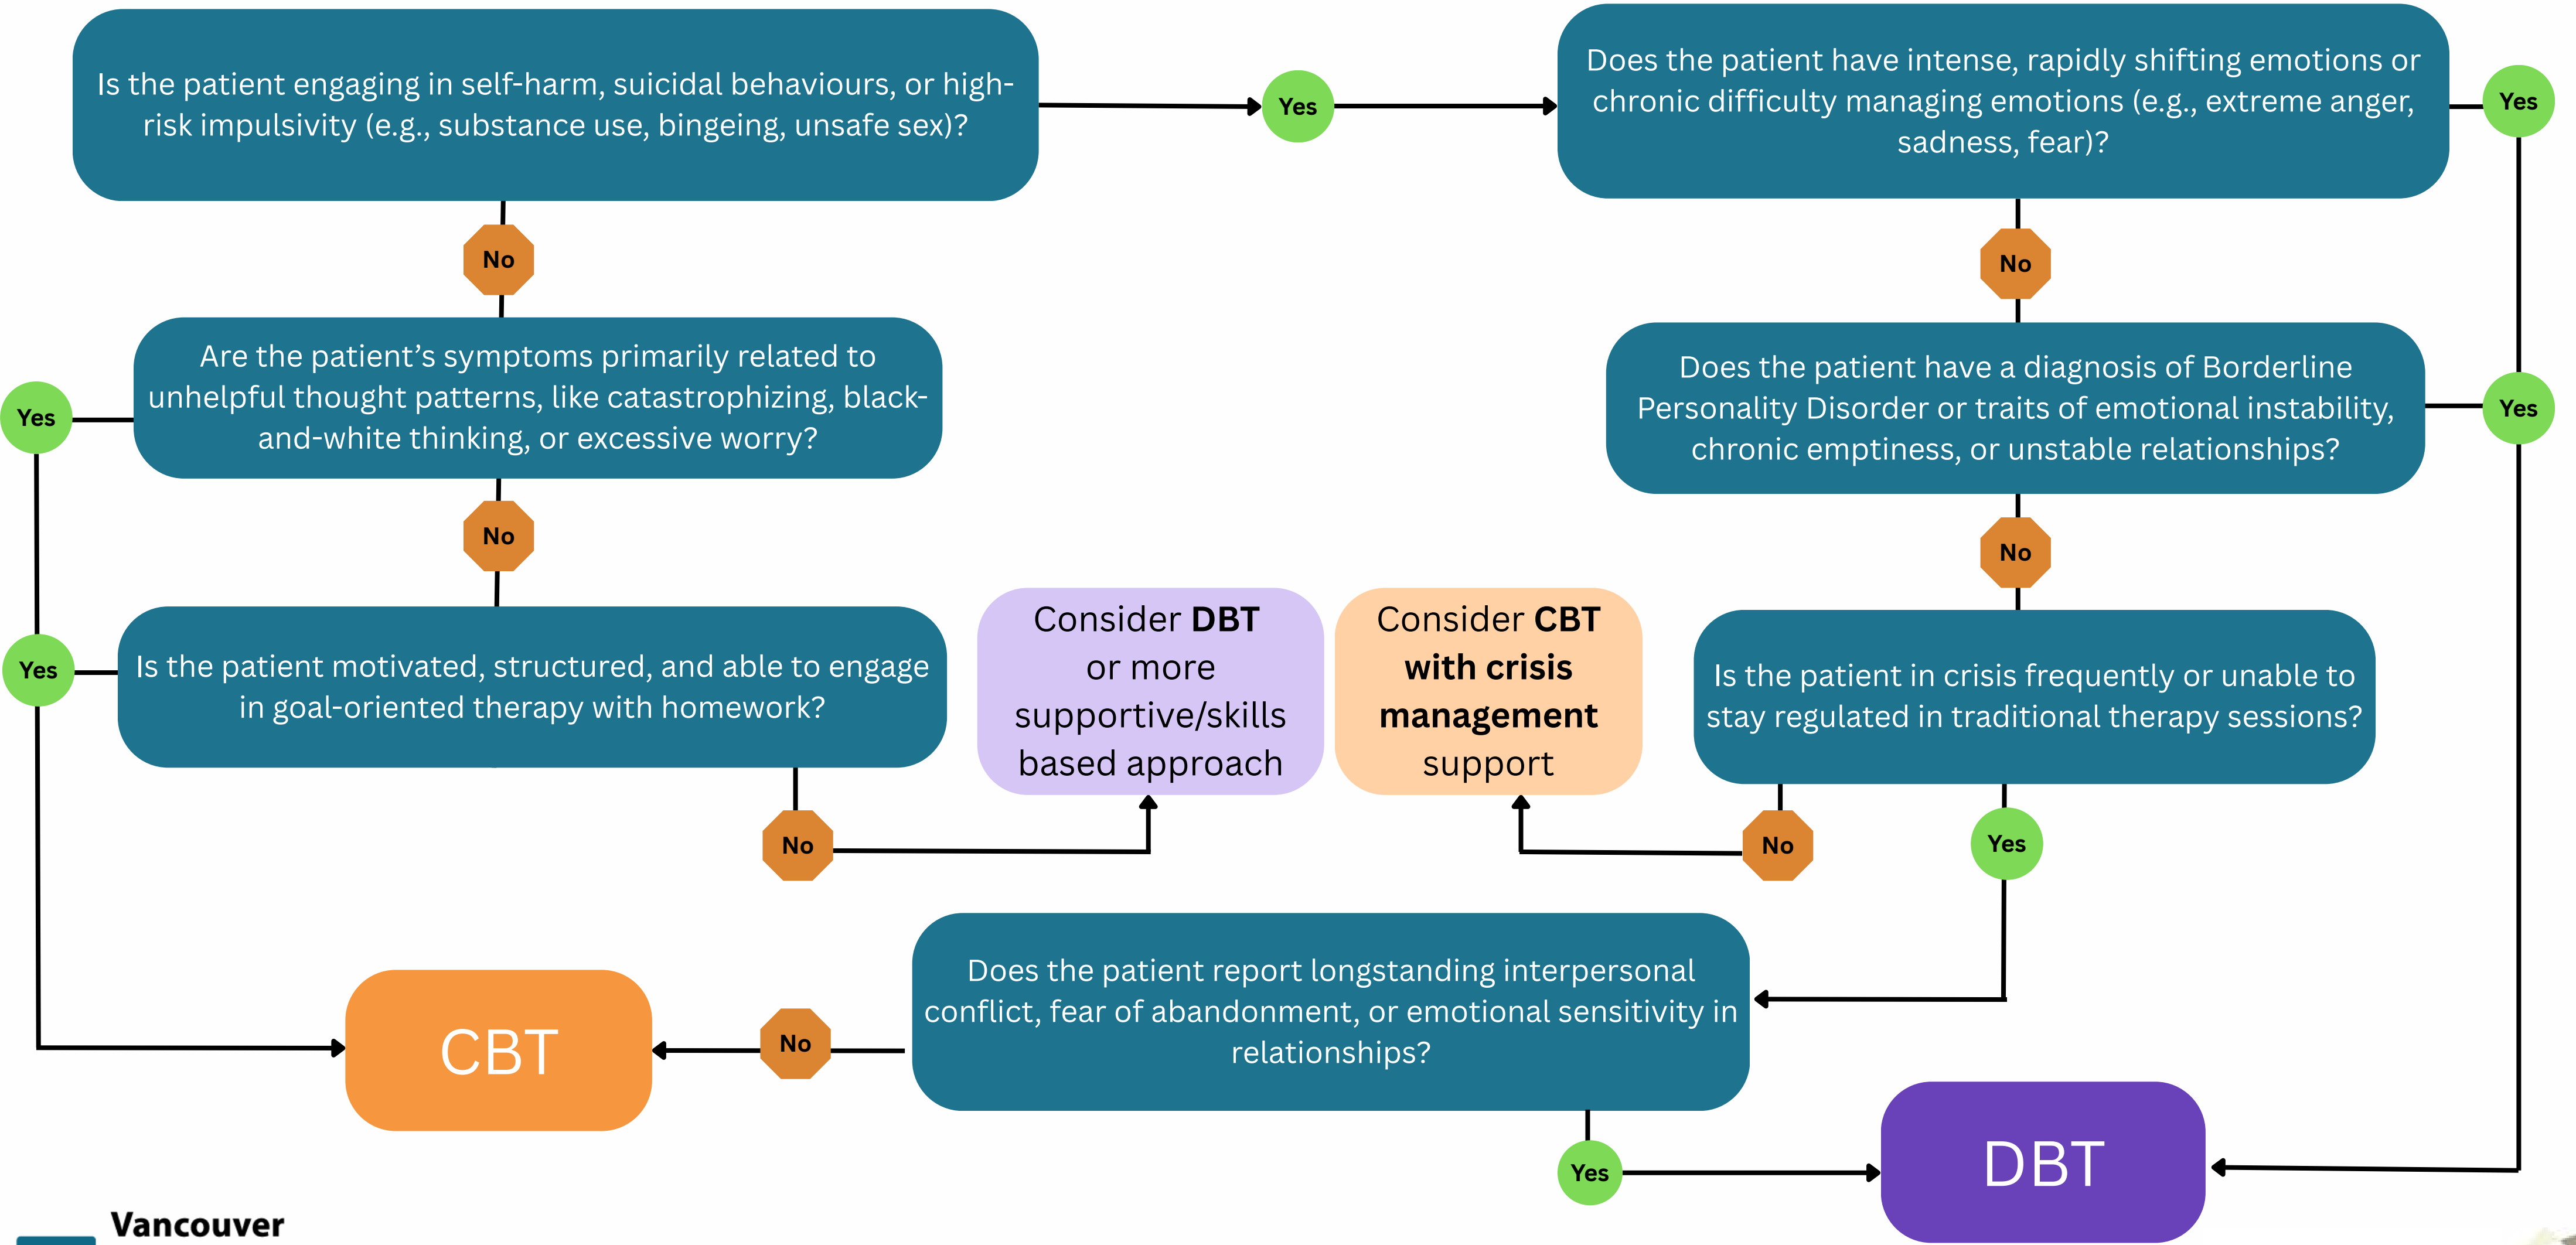 Is the patient engaging in self-harm, suicidal behaviours, or high-
risk impulsivity (e.g., substance use, bingeing, unsafe sex)?
Yes
Does the patient have intense, rapidly shifting emotions or
chronic difficulty managing emotions (e.g., extreme anger,
sadness, fear)?
Yes
No
No
Are the patient’s symptoms primarily related to
unhelpful thought patterns, like catastrophizing, black-
and-white thinking, or excessive worry?
Yes
Does the patient have a diagnosis of Borderline
Personality Disorder or traits of emotional instability,
chronic emptiness, or unstable relationships?
Yes
No
No
Yes
Is the patient motivated, structured, and able to engage
in goal-oriented therapy with homework?
Consider DBT
or more
supportive/skills
based approach
Consider CBT
with crisis
management
support
Is the patient in crisis frequently or unable to
stay regulated in traditional therapy sessions?
No
No
Yes
Does the patient report longstanding interpersonal
conflict, fear of abandonment, or emotional sensitivity in
relationships?
No
CBT
Yes
DBT
Vancouver